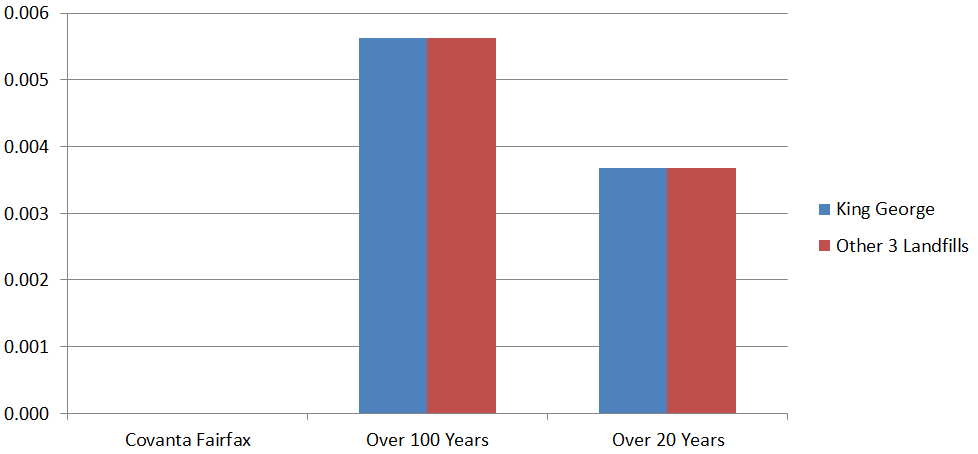 0.006
0.005
0.004
0.003
0.002
0.001
0.000
Covanta Fairfax
Over 100 Years
Over 20 Years
King George
Other 3 Landfills